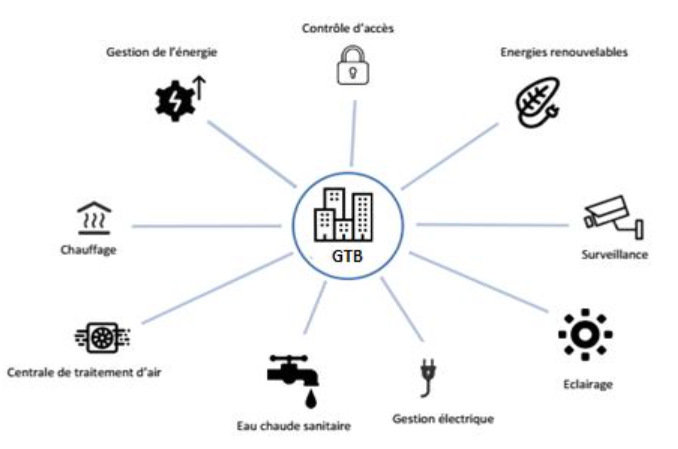 Contrôle d'accès
Gestion de l'énergie
Energies renouvelables
GTB
Chauffage
Surveillance
Centrale de traitement d'air
Eclairage
Eau chaude sanitaire
Gestion électrique